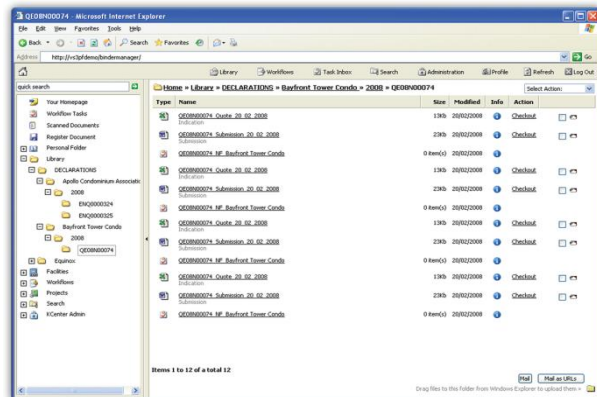 QE08N00074 - Microsoft Internet Explorer
File Edit View Favorites Tools Help
Back Search Favorites
Address http://vs3pfdemo/bindermanager/ Go
Library Workflows Task Inbox Search Administration Profile Refresh Log Out
quick search
Home » Library » DECLARATIONS » Bayfront Tower Condo » 2008 » QE08N00074 Select Action:
Type Name Size Modified Info Action
Your Homepage
Workflow Tasks
Scanned Documents
Register Document
Personal Folder
Library
DECLARATIONS
Apollo Condominium Associatic
2008
ENQ0000324
ENQ0000325
Bayfront Tower Condo
2008
QE08N00074
Equinox
Facilities
Workflows
Projects
Search
KCenter Admin
QE08N00074 Quote 20 02 2008 13kb 20/02/2008 Checkout
Indication
QE08N00074 Submission 20 02 2008 23kb 20/02/2008 Checkout
Submission
QE08N00074 NF Bayfront Tower Condo 0 item(s) 20/02/2008
QE08N00074 Quote 20 02 2008 13kb 20/02/2008 Checkout
Indication
QE08N00074 Submission 20 02 2008 23kb 20/02/2008 Checkout
Submission
QE08N00074 NF Bayfront Tower Condo 0 item(s) 20/02/2008
QE08N00074 Quote 20 02 2008 13kb 20/02/2008 Checkout
Indication
QE08N00074 Submission 20 02 2008 23kb 20/02/2008 Checkout
Submission
QE08N00074 NF Bayfront Tower Condo 0 item(s) 20/02/2008
QE08N00074 Quote 20 02 2008 13kb 20/02/2008 Checkout
Indication
QE08N00074 Submission 20 02 2008 23kb 20/02/2008 Checkout
Submission
QE08N00074 NF Bayfront Tower Condo 0 item(s) 20/02/2008
Items 1 to 12 of a total 12
Mail Mail as URLs
Drag files to this folder from Windows Explorer to upload them »